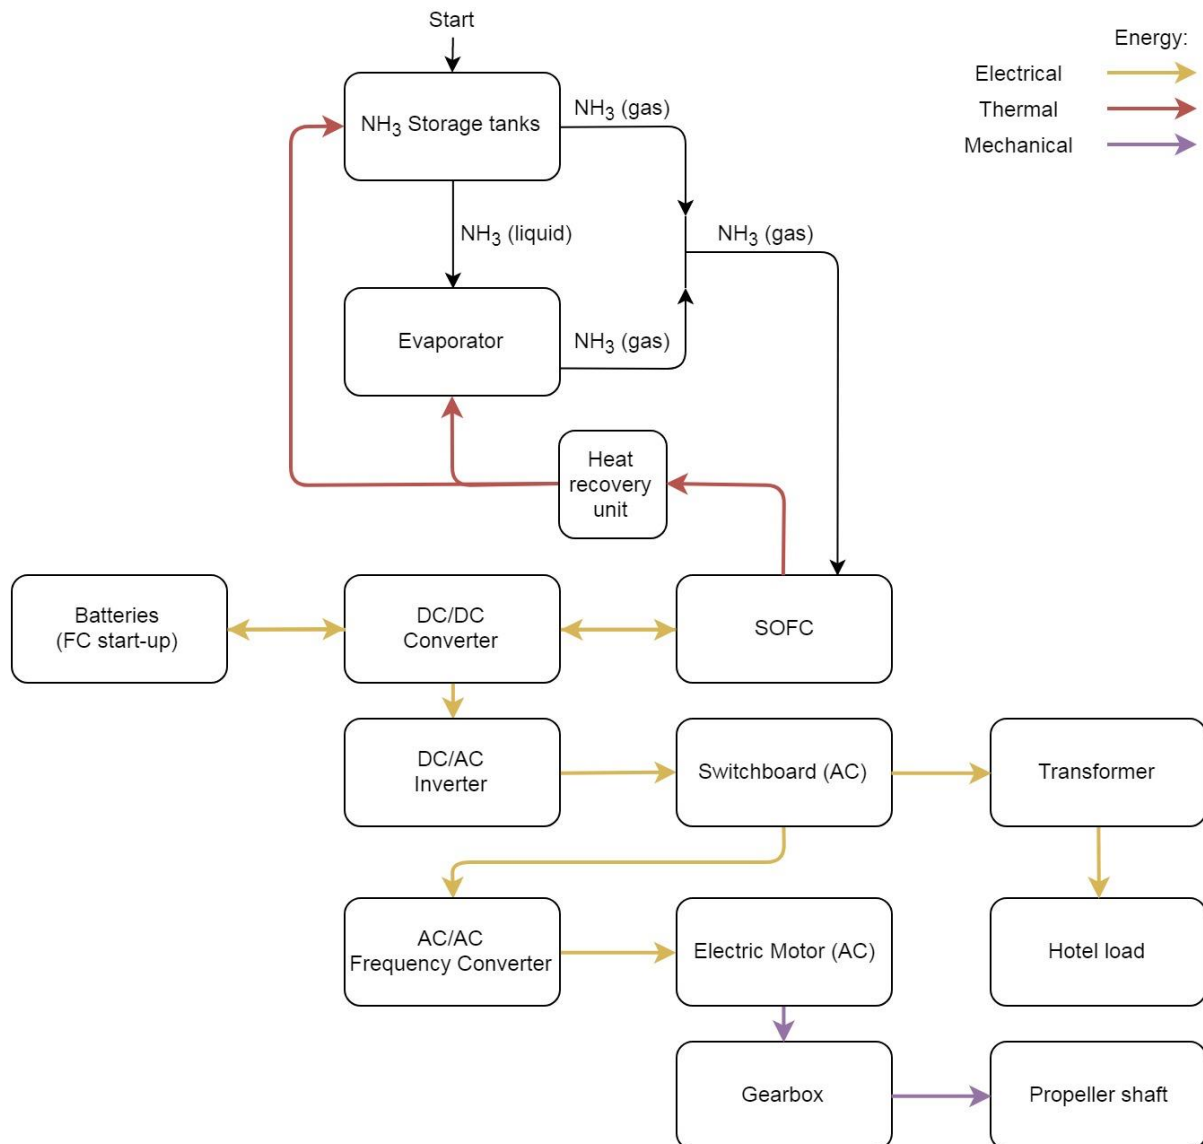 Start
Energy:
Electrical
Thermal
Mechanical
NH₃ Storage tanks
NH₃ (gas)
NH₃ (liquid)
NH₃ (gas)
Evaporator
NH₃ (gas)
Heat
recovery
unit
Batteries
(FC start-up)
DC/DC
Converter
SOFC
DC/AC
Inverter
Switchboard (AC)
Transformer
AC/AC
Frequency Converter
Electric Motor (AC)
Hotel load
Gearbox
Propeller shaft